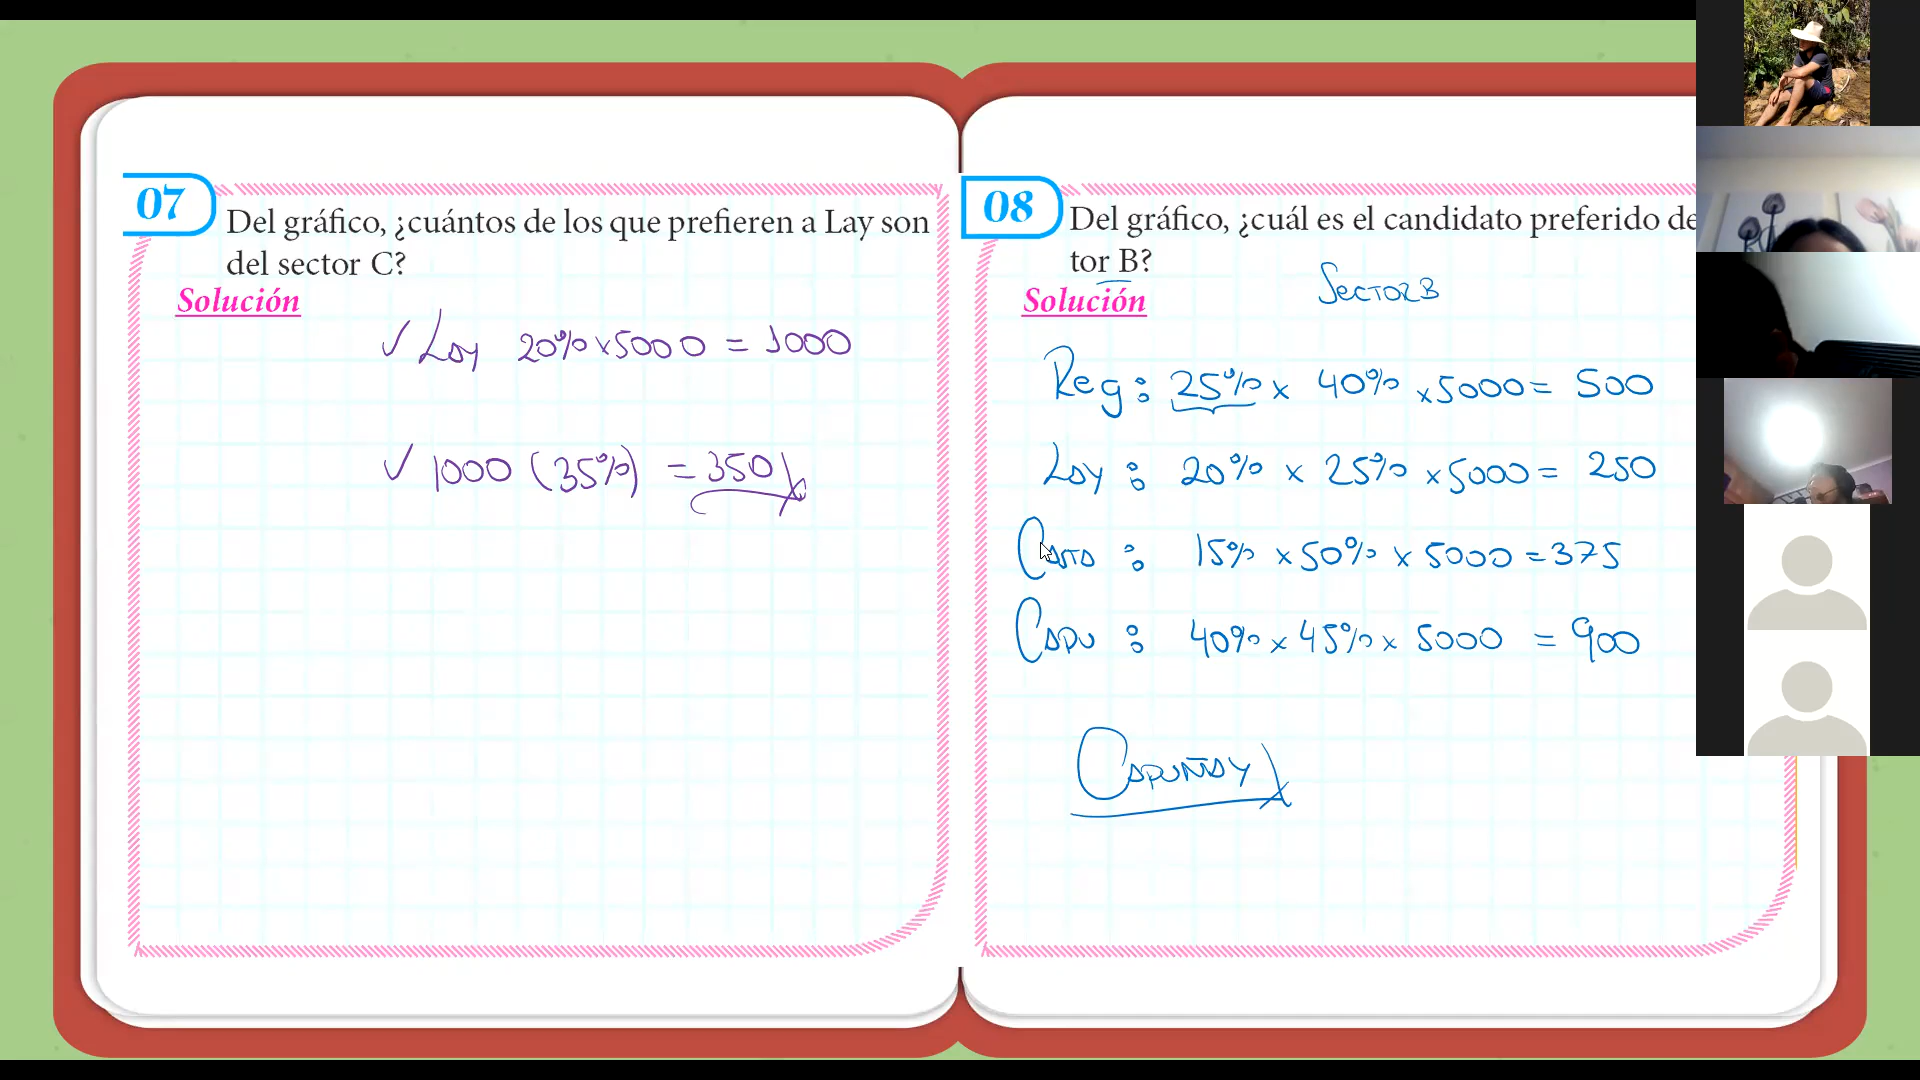 07
Del gráfico, ¿cuántos de los que prefieren a Lay son
del sector C?
Solución
✓ Lay 20% x 5000 = 1000
✓ 1000 (35%) = 350
08
Del gráfico, ¿cuál es el candidato preferido de
tor B?
Sector B
Solución
Reg : 25% x 40% x 5000 = 500
Lay : 20% x 25% x 5000 = 250
Casto : 15% x 50% x 5000 = 375
Capu : 40% x 45% x 5000 = 900
Capuñay